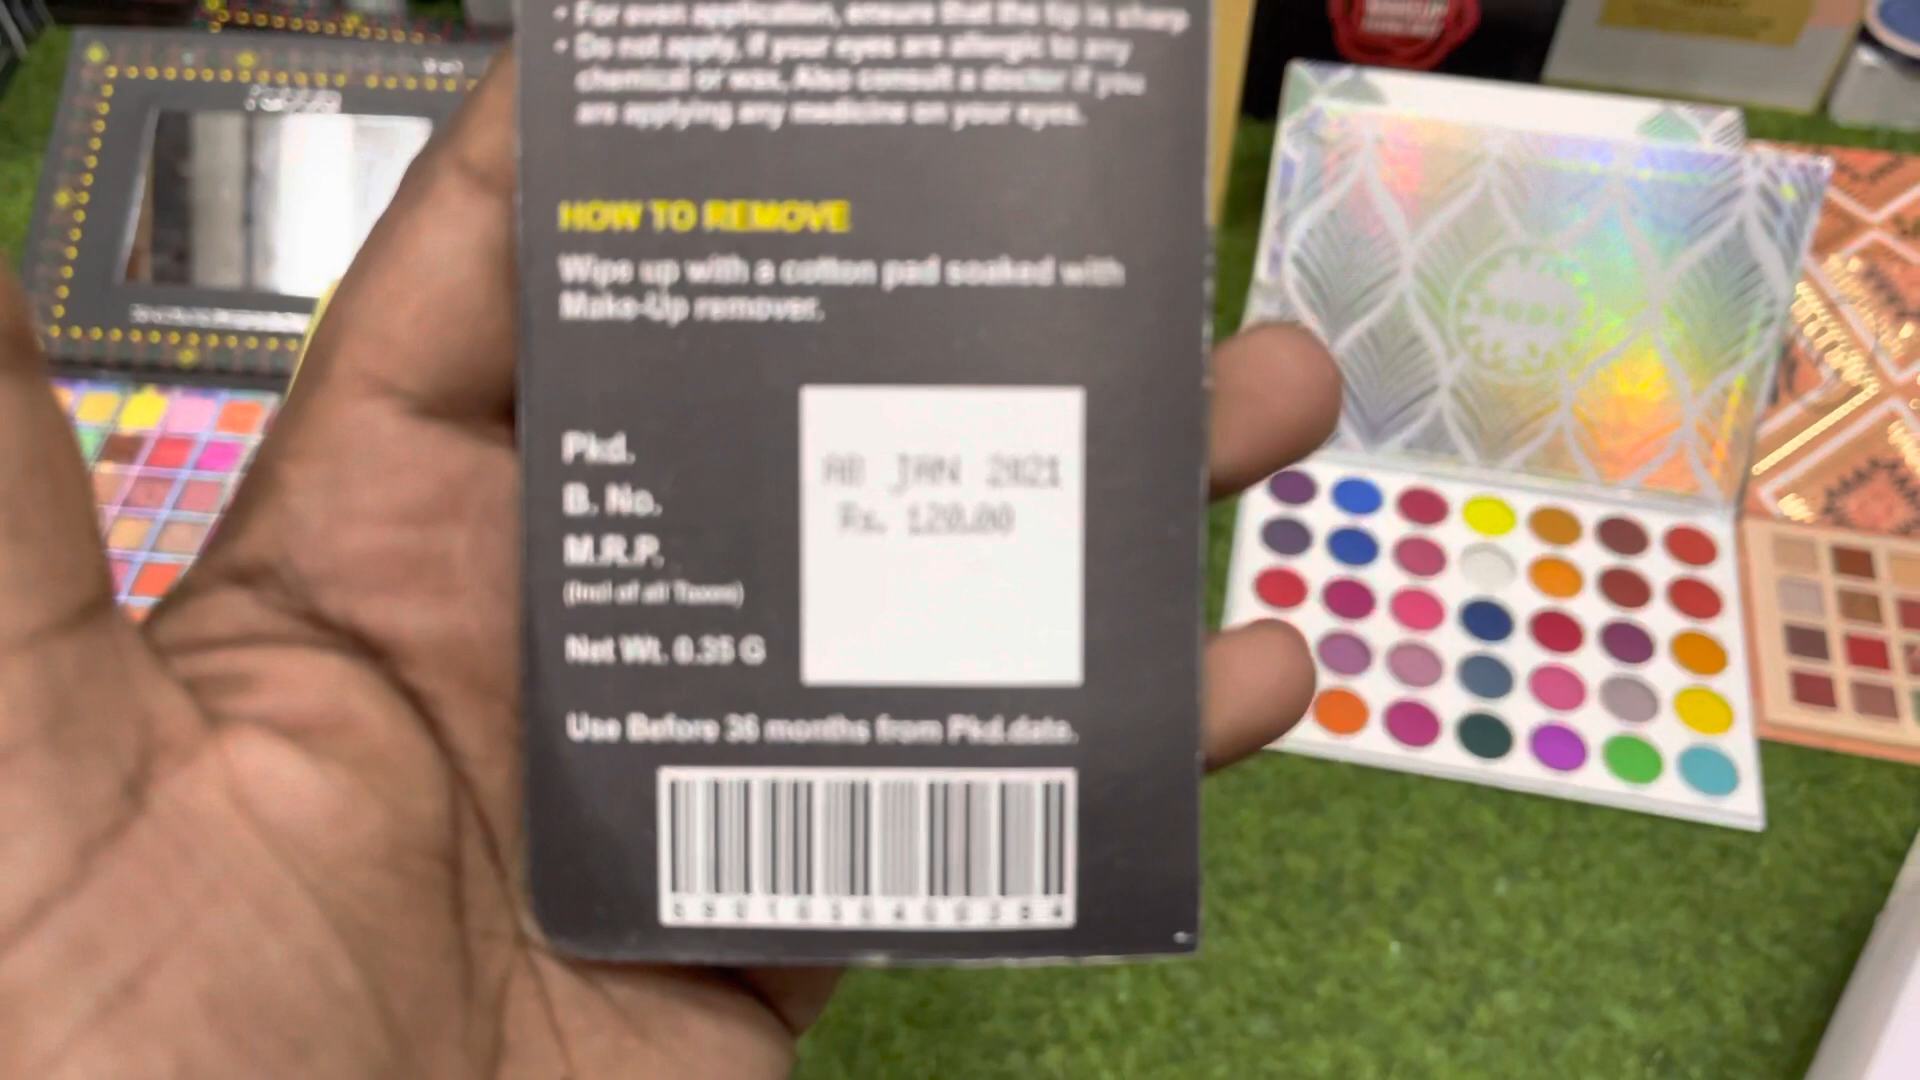 • For even application, ensure that the tip is sharp
• Do not apply, if your eyes are allergic to any
chemical or wax. Also consult a doctor if you
are applying any medicine on your eyes.
HOW TO REMOVE
Wipe up with a cotton pad soaked with
Make-Up remover.
Pkd.
B. No.
M.R.P.
(Incl of all Taxes)
Net Wt. 0.35 G
JAN 2021
Rs. 120.00
Use Before 36 months from Pkd.date.